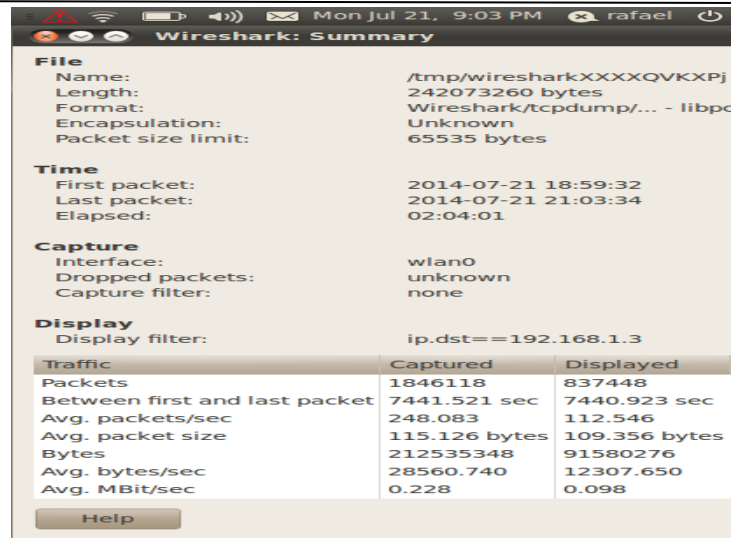 Mon Jul 21, 9:03 PM rafael
Wireshark: Summary
File
Name: /tmp/wiresharkXXXXQVKXPj
Length: 242073260 bytes
Format: Wireshark/tcpdump/... - libpc
Encapsulation: Unknown
Packet size limit: 65535 bytes
Time
First packet: 2014-07-21 18:59:32
Last packet: 2014-07-21 21:03:34
Elapsed: 02:04:01
Capture
Interface: wlan0
Dropped packets: unknown
Capture filter: none
Display
Display filter: ip.dst==192.168.1.3
Traffic Captured Displayed
Packets 1846118 837448
Between first and last packet 7441.521 sec 7440.923 sec
Avg. packets/sec 248.083 112.546
Avg. packet size 115.126 bytes 109.356 bytes
Bytes 212535348 91580276
Avg. bytes/sec 28560.740 12307.650
Avg. MBit/sec 0.228 0.098
Help